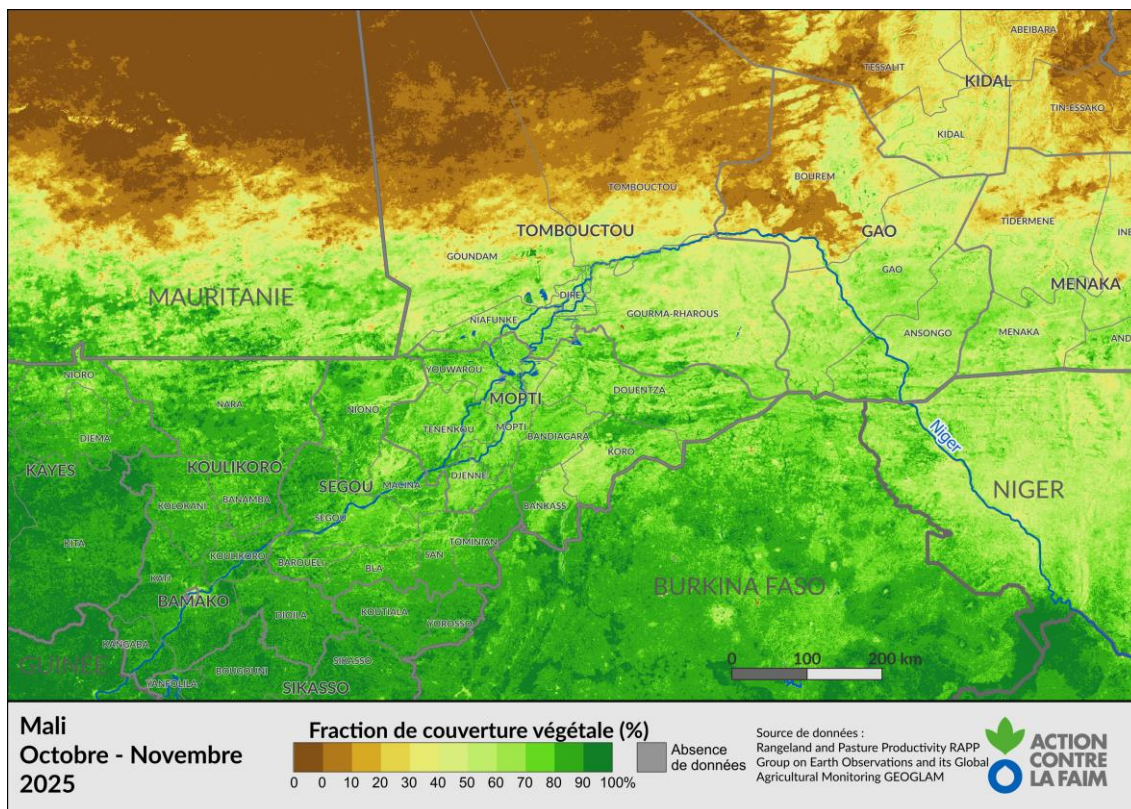 ABEIBARA
TESSALIT
KIDAL
TIN-ESSAKO
KIDAL
BOUREM
TOMBOUCTOU
TIDERMENE
TOMBOUCTOU
GAO
INE
GOUNDAM
GAO
MENAKA
MAURITANIE
DIRE
NIAFUNKE
GOURMA-RHAROUS
ANSONGO
MENAKA
AND
NIORO
YOUWAROU
DOUENTZA
NARA
NIONO
MOPTI
TENENKOU
MOPTI
BANDIAGARA
Niger
DIEMA
KORO
KAYES
KOULIKORO
SEGOU
MACINA
DJENNE
NIGER
KOLOKANI
BANAMBA
BANKASS
SEGOU
KITA
TOMINIAN
KOULIKORO
BAROUELI
SAN
BLA
KATI
BURKINA FASO
BAMAKO
DIOILA
KOUTIALA
YOROSSO
KANGABA
GUINÉE
SIKASSO
BOUGOUNI
YANFOLILA
SIKASSO
0 100 200 km
Mali
Octobre - Novembre
2025
Fraction de couverture végétale (%)
0 0 10 20 30 40 50 60 70 80 90 100%
Absence
de données
Source de données :
Rangeland and Pasture Productivity RAPP
Group on Earth Observations and its Global
Agricultural Monitoring GEOGLAM
ACTION
CONTRE
LA FAIM